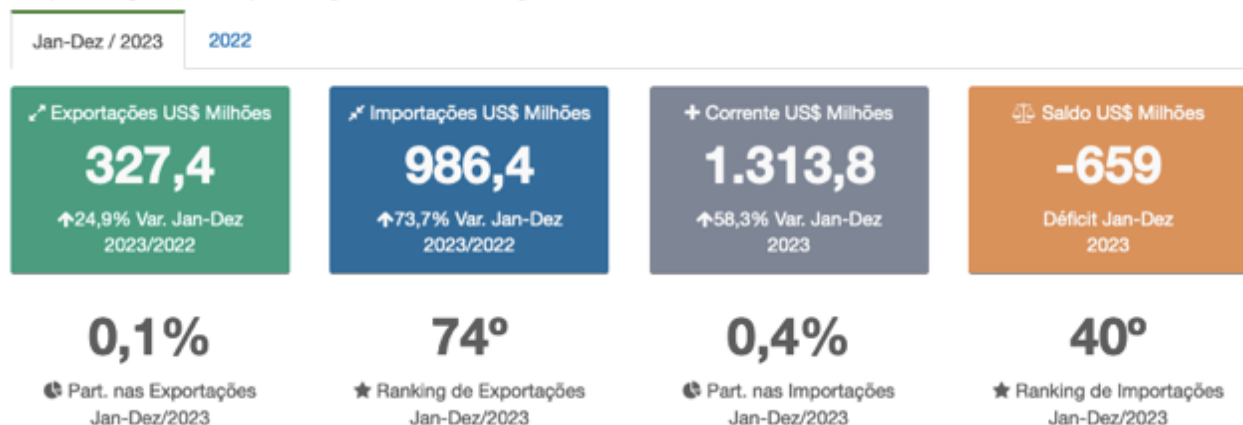 Jan-Dez / 2023
2022
Exportações US$ Milhões
327,4
↑24,9% Var. Jan-Dez
2023/2022
Importações US$ Milhões
986,4
↑73,7% Var. Jan-Dez
2023/2022
Corrente US$ Milhões
1.313,8
↑58,3% Var. Jan-Dez
2023
Saldo US$ Milhões
-659
Déficit Jan-Dez
2023
0,1%
Part. nas Exportações
Jan-Dez/2023
74º
Ranking de Exportações
Jan-Dez/2023
0,4%
Part. nas Importações
Jan-Dez/2023
40º
Ranking de Importações
Jan-Dez/2023